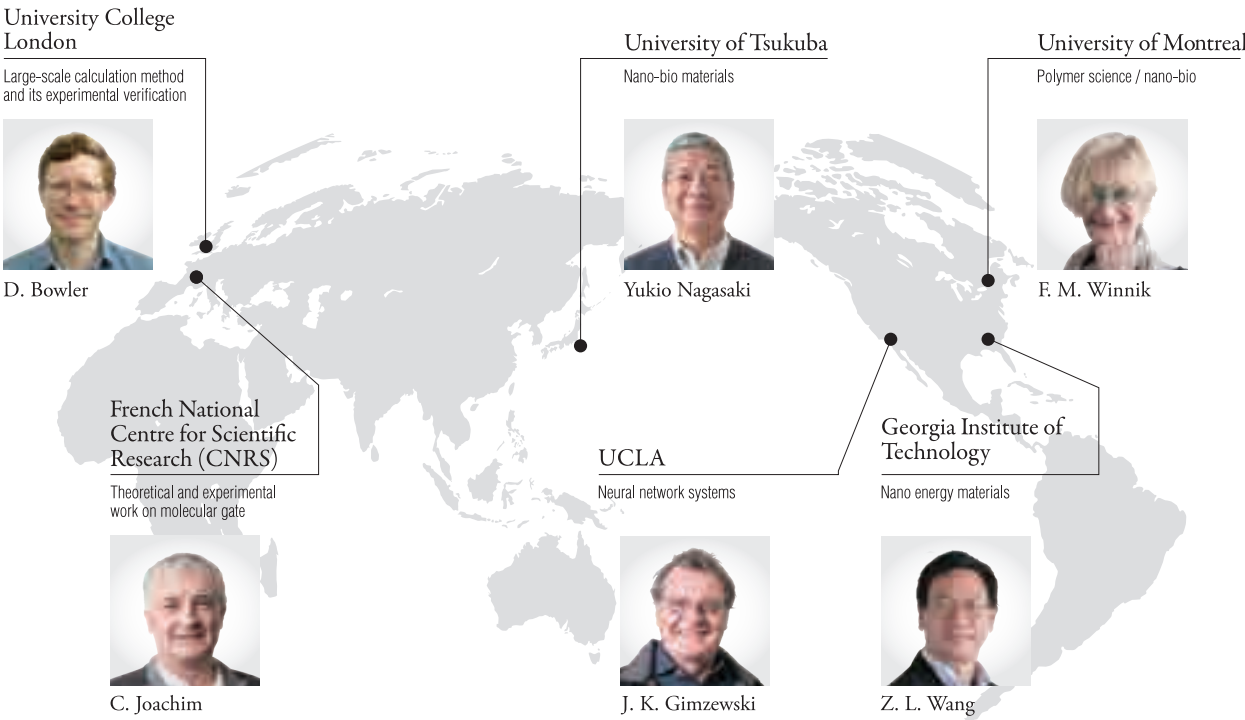 University College
London
Large-scale calculation method
and its experimental verification
D. Bowler
University of Tsukuba
Nano-bio materials
Yukio Nagasaki
University of Montreal
Polymer science / nano-bio
F. M. Winnik
French National
Centre for Scientific
Research (CNRS)
Theoretical and experimental
work on molecular gate
C. Joachim
UCLA
Neural network systems
J. K. Gimzewski
Georgia Institute of
Technology
Nano energy materials
Z. L. Wang